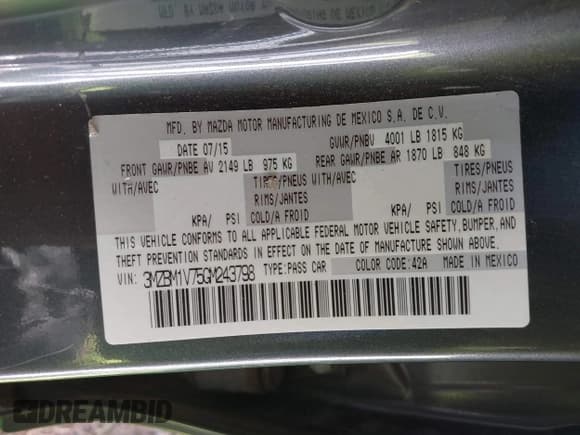 MFD. BY MAZDA MOTOR MANUFACTURING DE MEXICO S.A. DE C.V.
DATE 07/15 GVWR/PNBV 4001 LB 1815 KG
FRONT GAWR/PNBE AV 2149 LB 975 KG REAR GAWR/PNBE AR 1870 LB 848 KG
WITH/AVEC TIRES/PNEUS WITH/AVEC TIRES/PNEUS
RIMS/JANTES RIMS/JANTES
KPA/ PSI COLD/A FROID KPA/ PSI COLD/A FROID
THIS VEHICLE CONFORMS TO ALL APPLICABLE FEDERAL MOTOR VEHICLE SAFETY, BUMPER, AND
THEFT PREVENTION STANDARDS IN EFFECT ON THE DATE OF MANUFACTURE SHOWN ABOVE.
VIN: 3MZBM1V75GM243798 TYPE:PASS CAR COLOR CODE:42A MADE IN MEXICO
DREAMBID